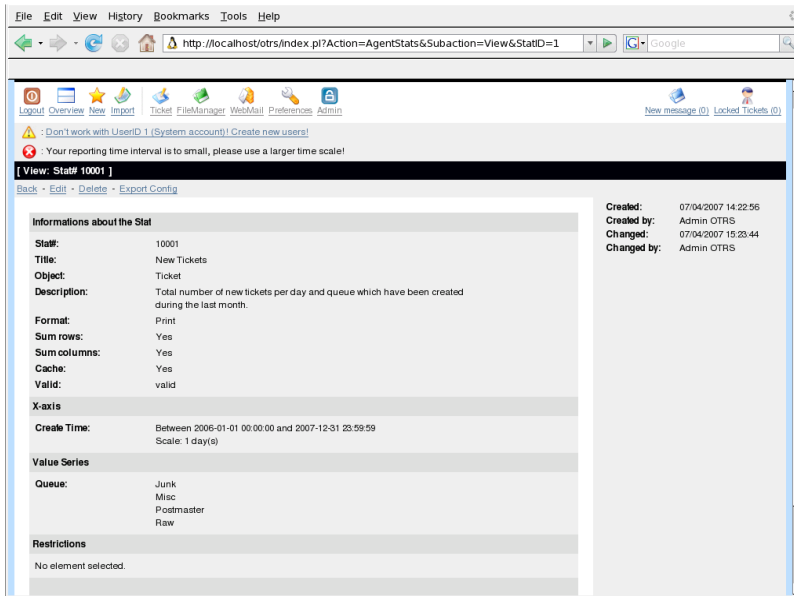 File Edit View History Bookmarks Tools Help
http://localhost/otrs/index.pl?Action=AgentStats&Subaction=View&StatID=1
G Google
Logout Overview New Import Ticket FileManager WebMail Preferences Admin
New message (0) Locked Tickets (0)
: Don't work with UserID 1 (System account)! Create new users!
: Your reporting time interval is to small, please use a larger time scale!
[ View: Stat# 10001 ]
Back - Edit - Delete - Export Config
Informations about the Stat
Stat#: 10001
Title: New Tickets
Object: Ticket
Description: Total number of new tickets per day and queue which have been created
during the last month.
Format: Print
Sum rows: Yes
Sum columns: Yes
Cache: Yes
Valid: valid
X-axis
Create Time: Between 2006-01-01 00:00:00 and 2007-12-31 23:59:59
Scale: 1 day(s)
Value Series
Queue: Junk
Misc
Postmaster
Raw
Restrictions
No element selected.
Created: 07/04/2007 14:22:56
Created by: Admin OTRS
Changed: 07/04/2007 15:23:44
Changed by: Admin OTRS